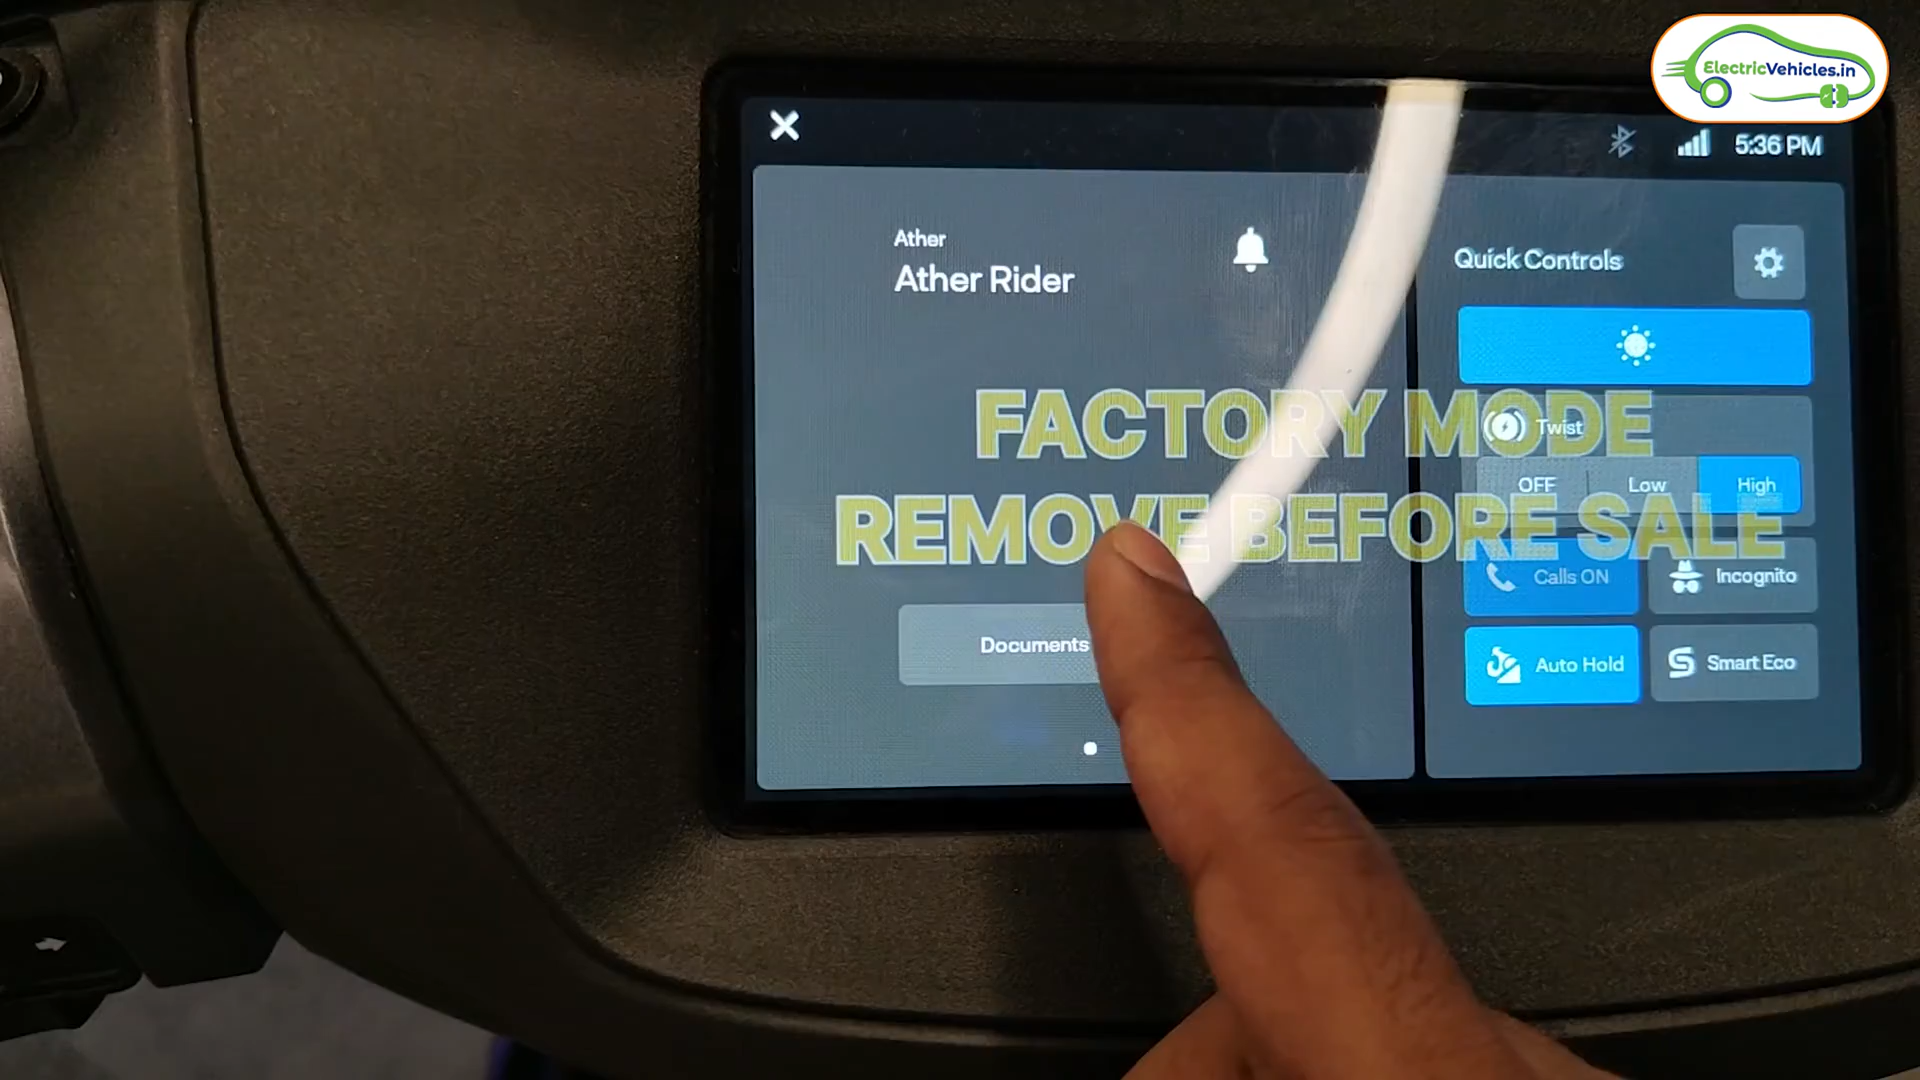 ElectricVehicles.in
5:36 PM
Ather
Ather Rider
Quick Controls
FACTORY MODE
REMOVE BEFORE SALE
Twist
OFF
Low
High
Calls ON
Incognito
Documents
Auto Hold
Smart Eco